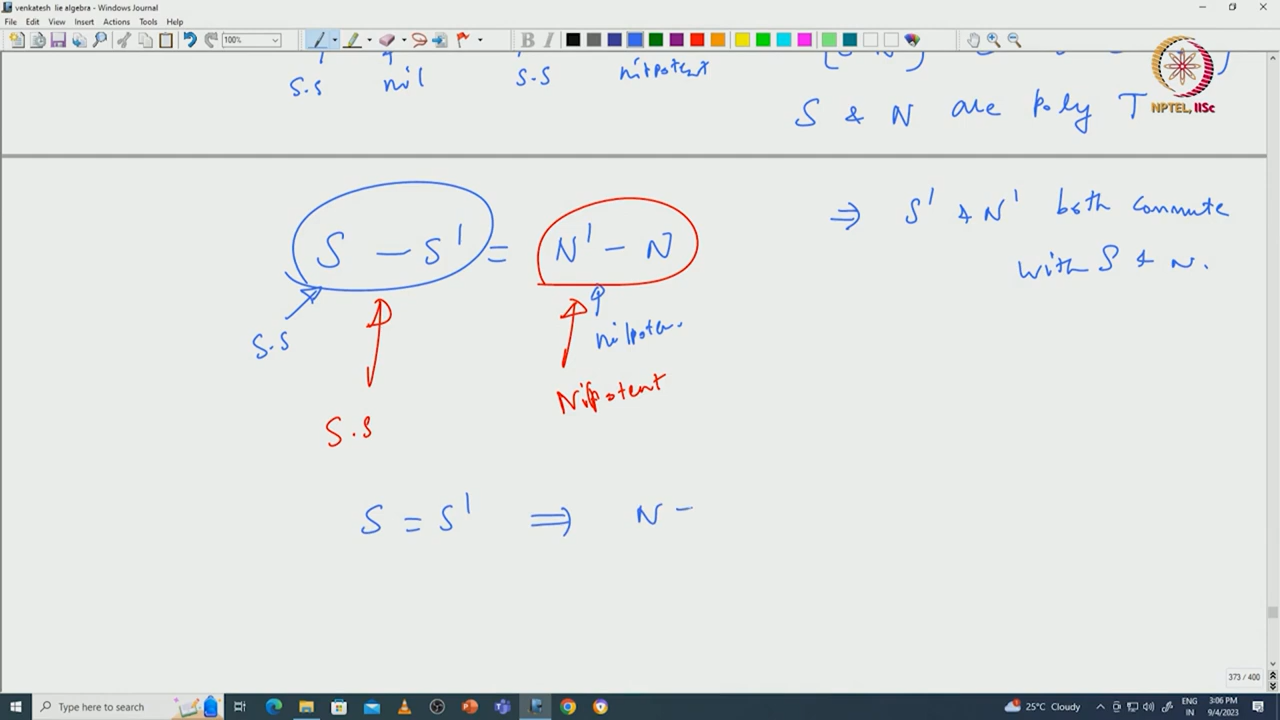 venkatesh lie algebra - Windows Journal
File Edit View Insert Actions Tools Help
100%
B I
S.S nil S.S nilpotent
S & N are Poly T
NPTEL, IISc
S - S' = N' - N
⇒ S' & N' both commute
with S & N.
S.S
nilpoten.
Nilpotent
S.S
S = S' ⇒ N -
373 / 400
Type here to search
25°C Cloudy
ENG
IN
3:06 PM
9/4/2023